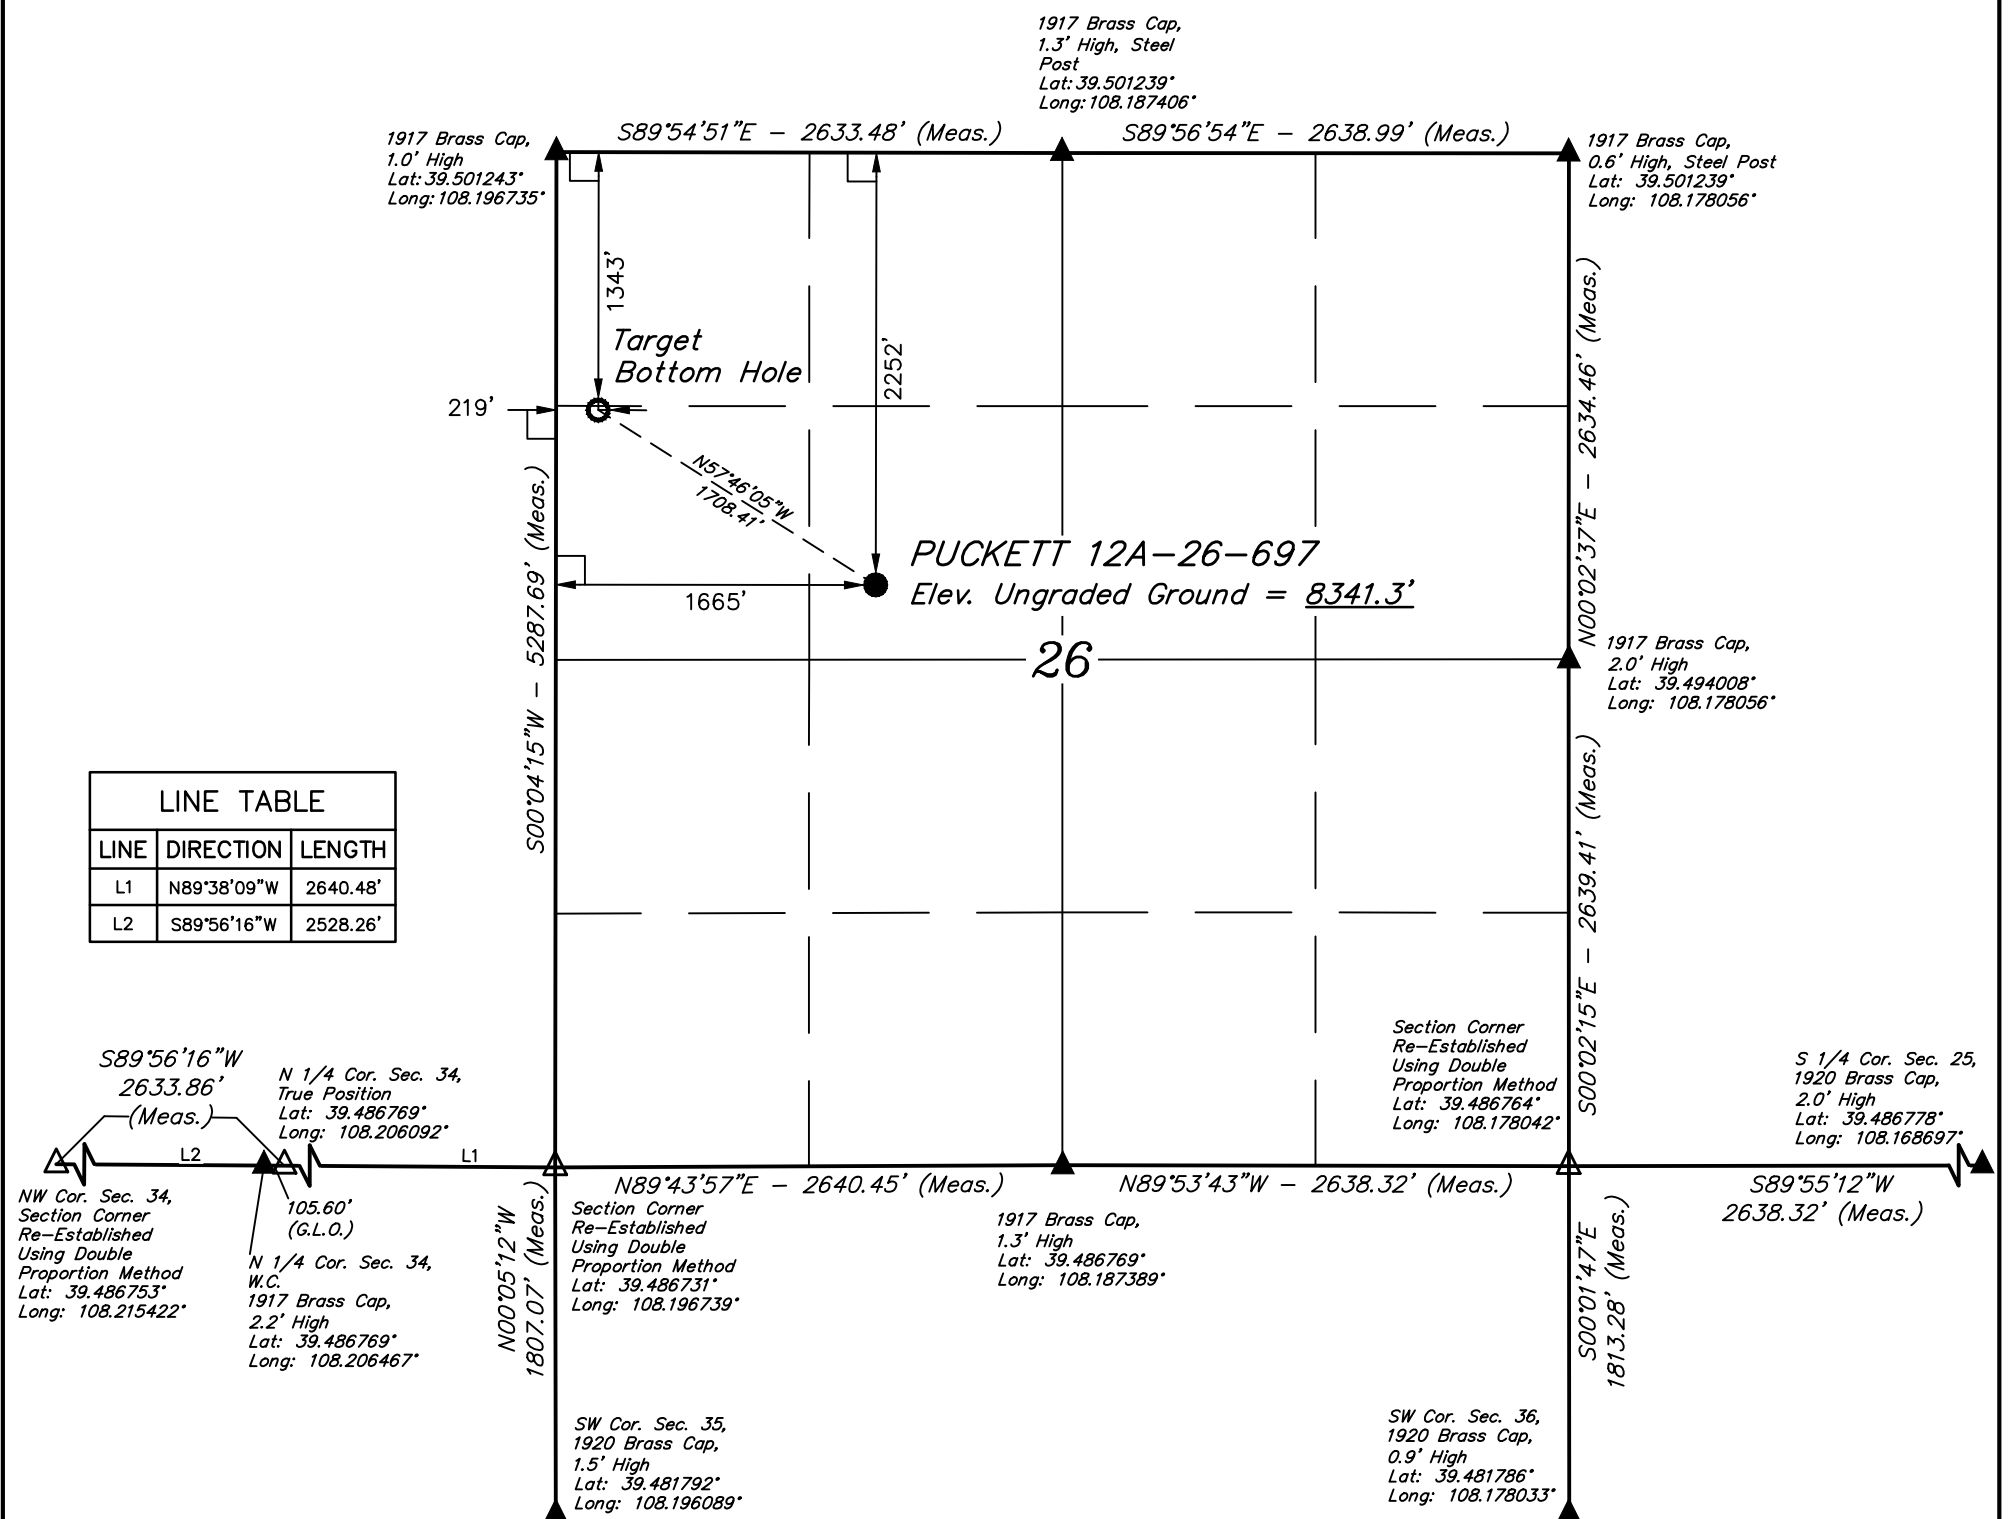 1917 Brass Cap,
1.3' High, Steel
Post
Lat: 39.501239°
Long: 108.187406°
1917 Brass Cap,
1.0' High
Lat: 39.501243°
Long: 108.196735°
S89°54'51"E - 2633.48' (Meas.)
S89°56'54"E - 2638.99' (Meas.)
1917 Brass Cap,
0.6' High, Steel Post
Lat: 39.501239°
Long: 108.178056°
1343'
2252'
Target
Bottom Hole
219'
N57°46'05"W
1708.41'
PUCKETT 12A-26-697
Elev. Ungraded Ground = 8341.3'
1665'
26
S00°04'15"W - 5287.69' (Meas.)
N00°02'37"E - 2634.46' (Meas.)
1917 Brass Cap,
2.0' High
Lat: 39.494008°
Long: 108.178056°
S00°02'15"E - 2639.41' (Meas.)
LINE TABLE
LINE DIRECTION LENGTH
L1 N89°38'09"W 2640.48'
L2 S89°56'16"W 2528.26'
S89°56'16"W
2633.86'
(Meas.)
N 1/4 Cor. Sec. 34,
True Position
Lat: 39.486769°
Long: 108.206092°
Section Corner
Re-Established
Using Double
Proportion Method
Lat: 39.486764°
Long: 108.178042°
S 1/4 Cor. Sec. 25,
1920 Brass Cap,
2.0' High
Lat: 39.486778°
Long: 108.168697°
L2
L1
NW Cor. Sec. 34,
Section Corner
Re-Established
Using Double
Proportion Method
Lat: 39.486753°
Long: 108.215422°
105.60'
(G.L.O.)
N 1/4 Cor. Sec. 34,
W.C.
1917 Brass Cap,
2.2' High
Lat: 39.486769°
Long: 108.206467°
N00°05'12"W
1807.07' (Meas.)
N89°43'57"E - 2640.45' (Meas.)
Section Corner
Re-Established
Using Double
Proportion Method
Lat: 39.486731°
Long: 108.196739°
1917 Brass Cap,
1.3' High
Lat: 39.486769°
Long: 108.187389°
N89°53'43"W - 2638.32' (Meas.)
S89°55'12"W
2638.32' (Meas.)
S00°01'47"E
1813.28' (Meas.)
SW Cor. Sec. 35,
1920 Brass Cap,
1.5' High
Lat: 39.481792°
Long: 108.196089°
SW Cor. Sec. 36,
1920 Brass Cap,
0.9' High
Lat: 39.481786°
Long: 108.178033°